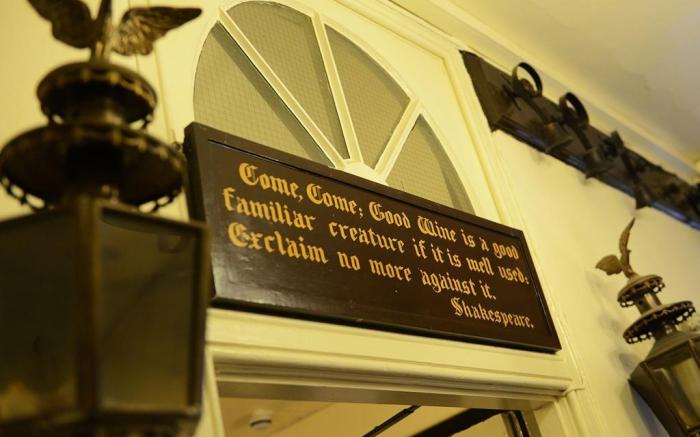 Come, Come; Good Wine is a good
familiar creature if it is well used:
Exclaim no more against it.
Shakespeare.